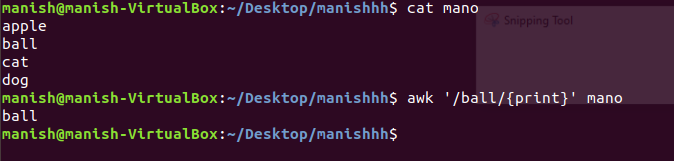 manish@manish-VirtualBox:~/Desktop/manishhh$ cat mano
Snipping Tool
apple
ball
cat
dog
manish@manish-VirtualBox:~/Desktop/manishhh$ awk '/ball/{print}' mano
ball
manish@manish-VirtualBox:~/Desktop/manishhh$